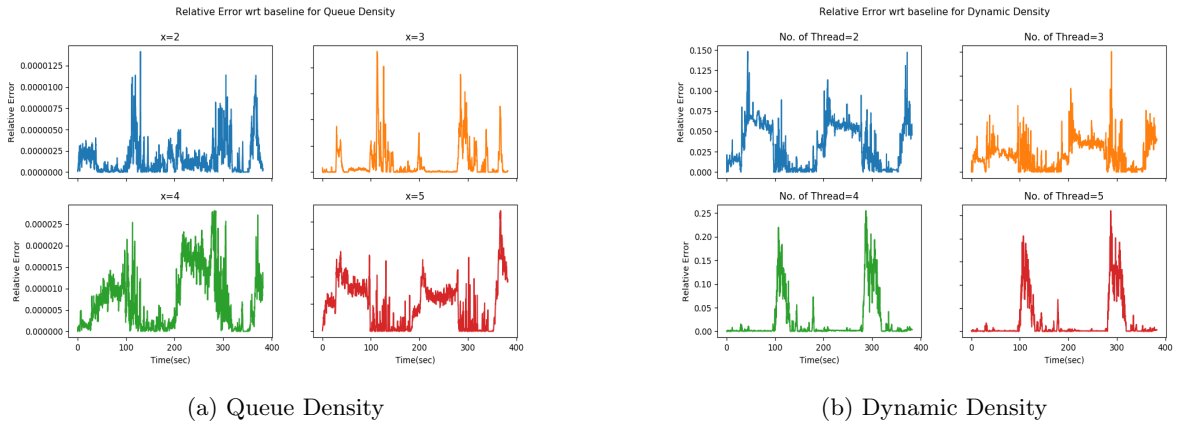 Relative Error wrt baseline for Queue Density
x=2
x=3
0.0000125
0.0000100
0.0000075
0.0000050
0.0000025
0.0000000
Relative Error
x=4
x=5
0.000025
0.000020
0.000015
0.000010
0.000005
0.000000
Relative Error
0 100 200 300 400
0 100 200 300 400
Time(sec)
Time(sec)
(a) Queue Density
Relative Error wrt baseline for Dynamic Density
No. of Thread=2
No. of Thread=3
0.150
0.125
0.100
0.075
0.050
0.025
0.000
Relative Error
No. of Thread=4
No. of Thread=5
0.25
0.20
0.15
0.10
0.05
0.00
Relative Error
0 100 200 300 400
0 100 200 300 400
Time(sec)
Time(sec)
(b) Dynamic Density